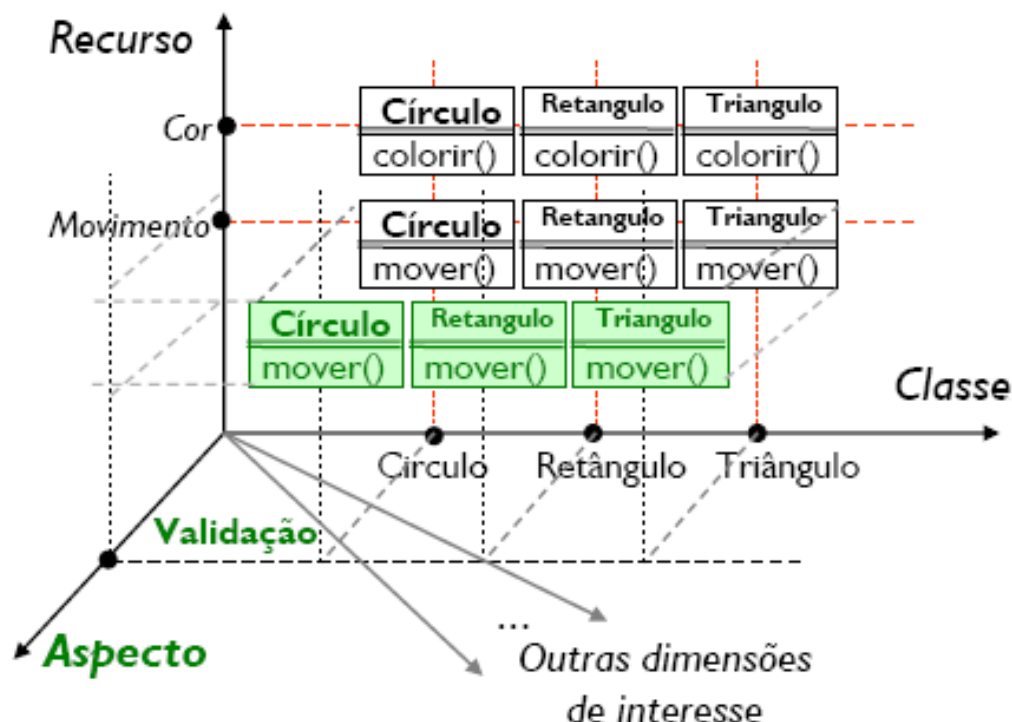 Recurso
Cor
Círculo Retangulo Triangulo
colorir() colorir() colorir()
Movimento
Círculo Retangulo Triangulo
mover() mover() mover()
Círculo Retangulo Triangulo
mover() mover() mover()
Classe
Circulo Retângulo Triângulo
Validação
Aspecto
...
Outras dimensões
de interesse